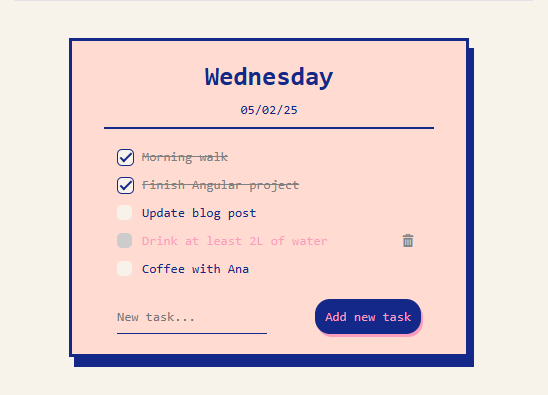 Wednesday
05/02/25
Morning walk
Finish Angular project
Update blog post
Drink at least 2L of water
Coffee with Ana
New task...
Add new task